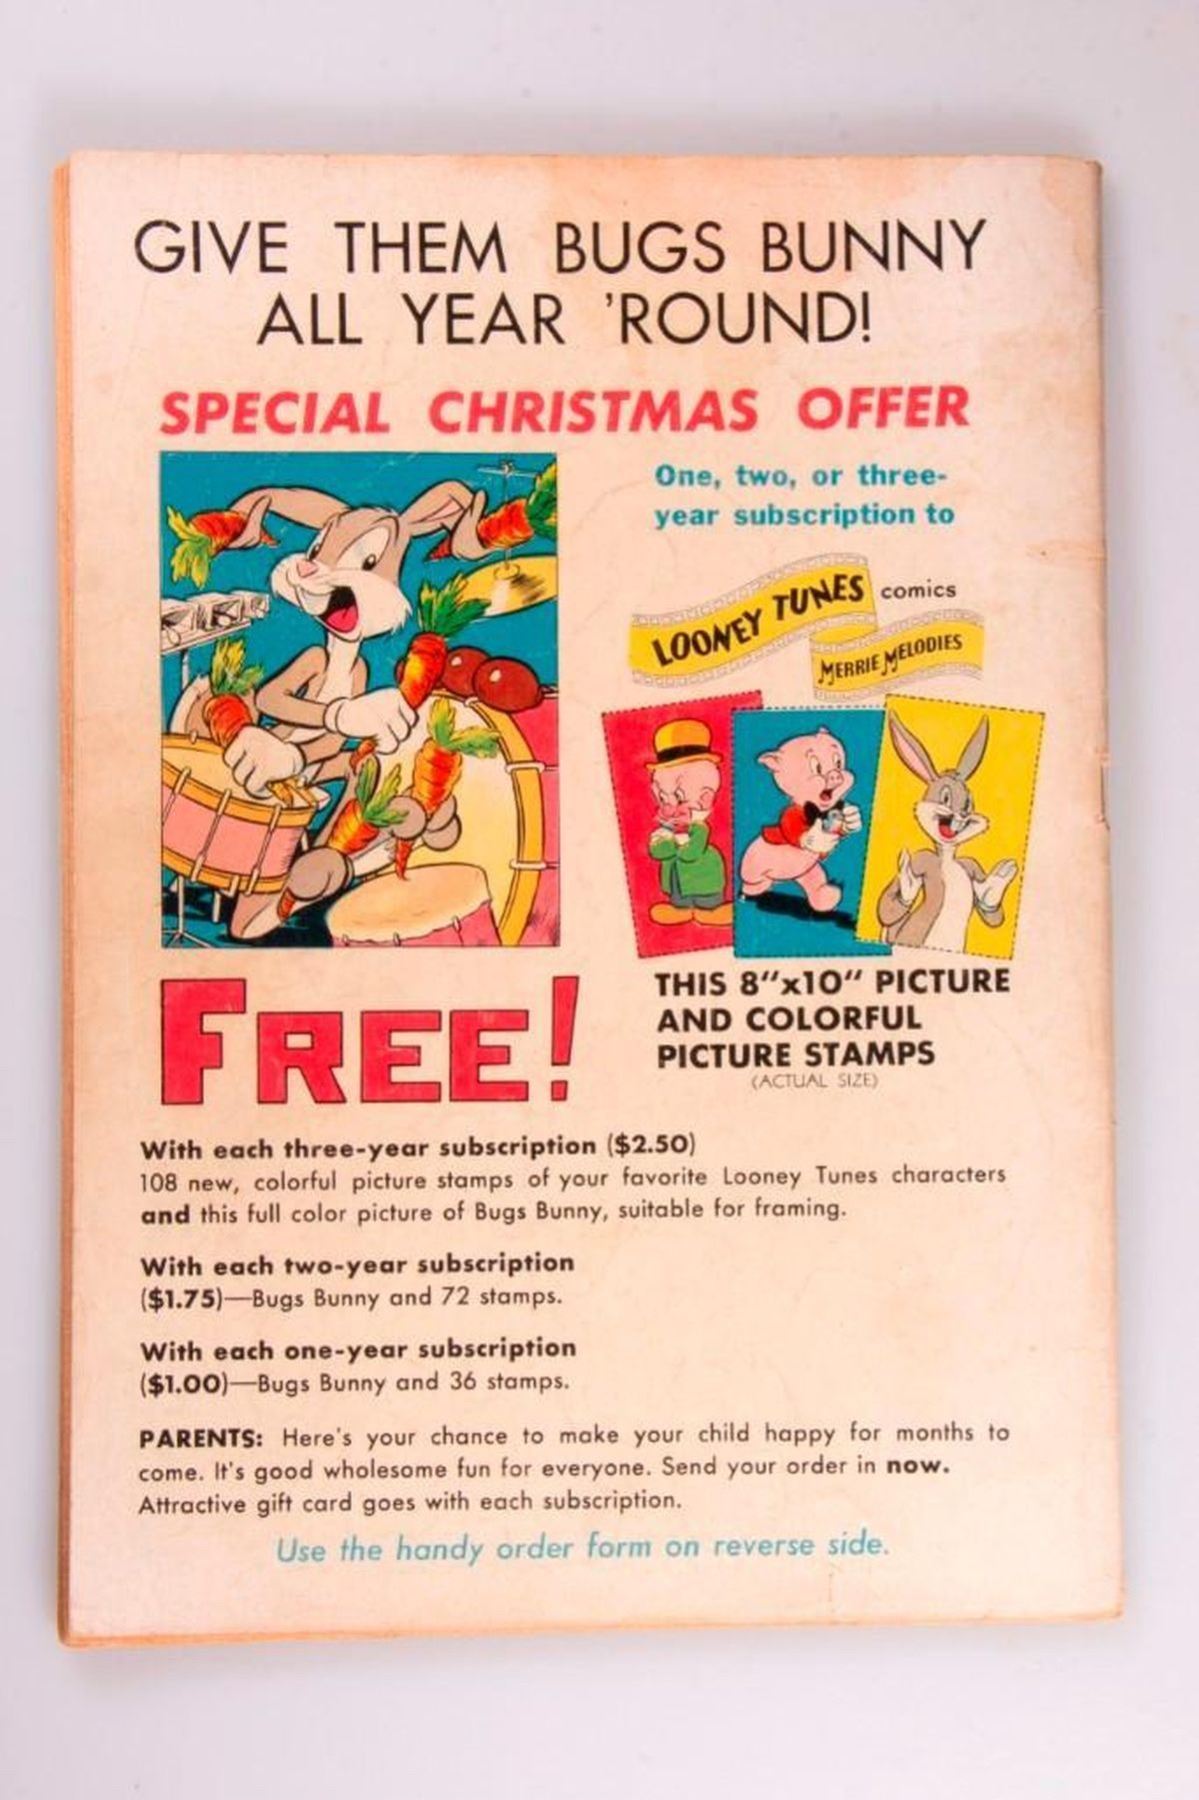 GIVE THEM BUGS BUNNY
ALL YEAR 'ROUND!
SPECIAL CHRISTMAS OFFER
One, two, or three-
year subscription to
LOONEY TUNES comics
MERRIE MELODIES
FREE!
THIS 8"x10" PICTURE
AND COLORFUL
PICTURE STAMPS
(ACTUAL SIZE)
With each three-year subscription ($2.50)
108 new, colorful picture stamps of your favorite Looney Tunes characters
and this full color picture of Bugs Bunny, suitable for framing.
With each two-year subscription
($1.75)—Bugs Bunny and 72 stamps.
With each one-year subscription
($1.00)—Bugs Bunny and 36 stamps.
PARENTS: Here's your chance to make your child happy for months to
come. It's good wholesome fun for everyone. Send your order in now.
Attractive gift card goes with each subscription.
Use the handy order form on reverse side.